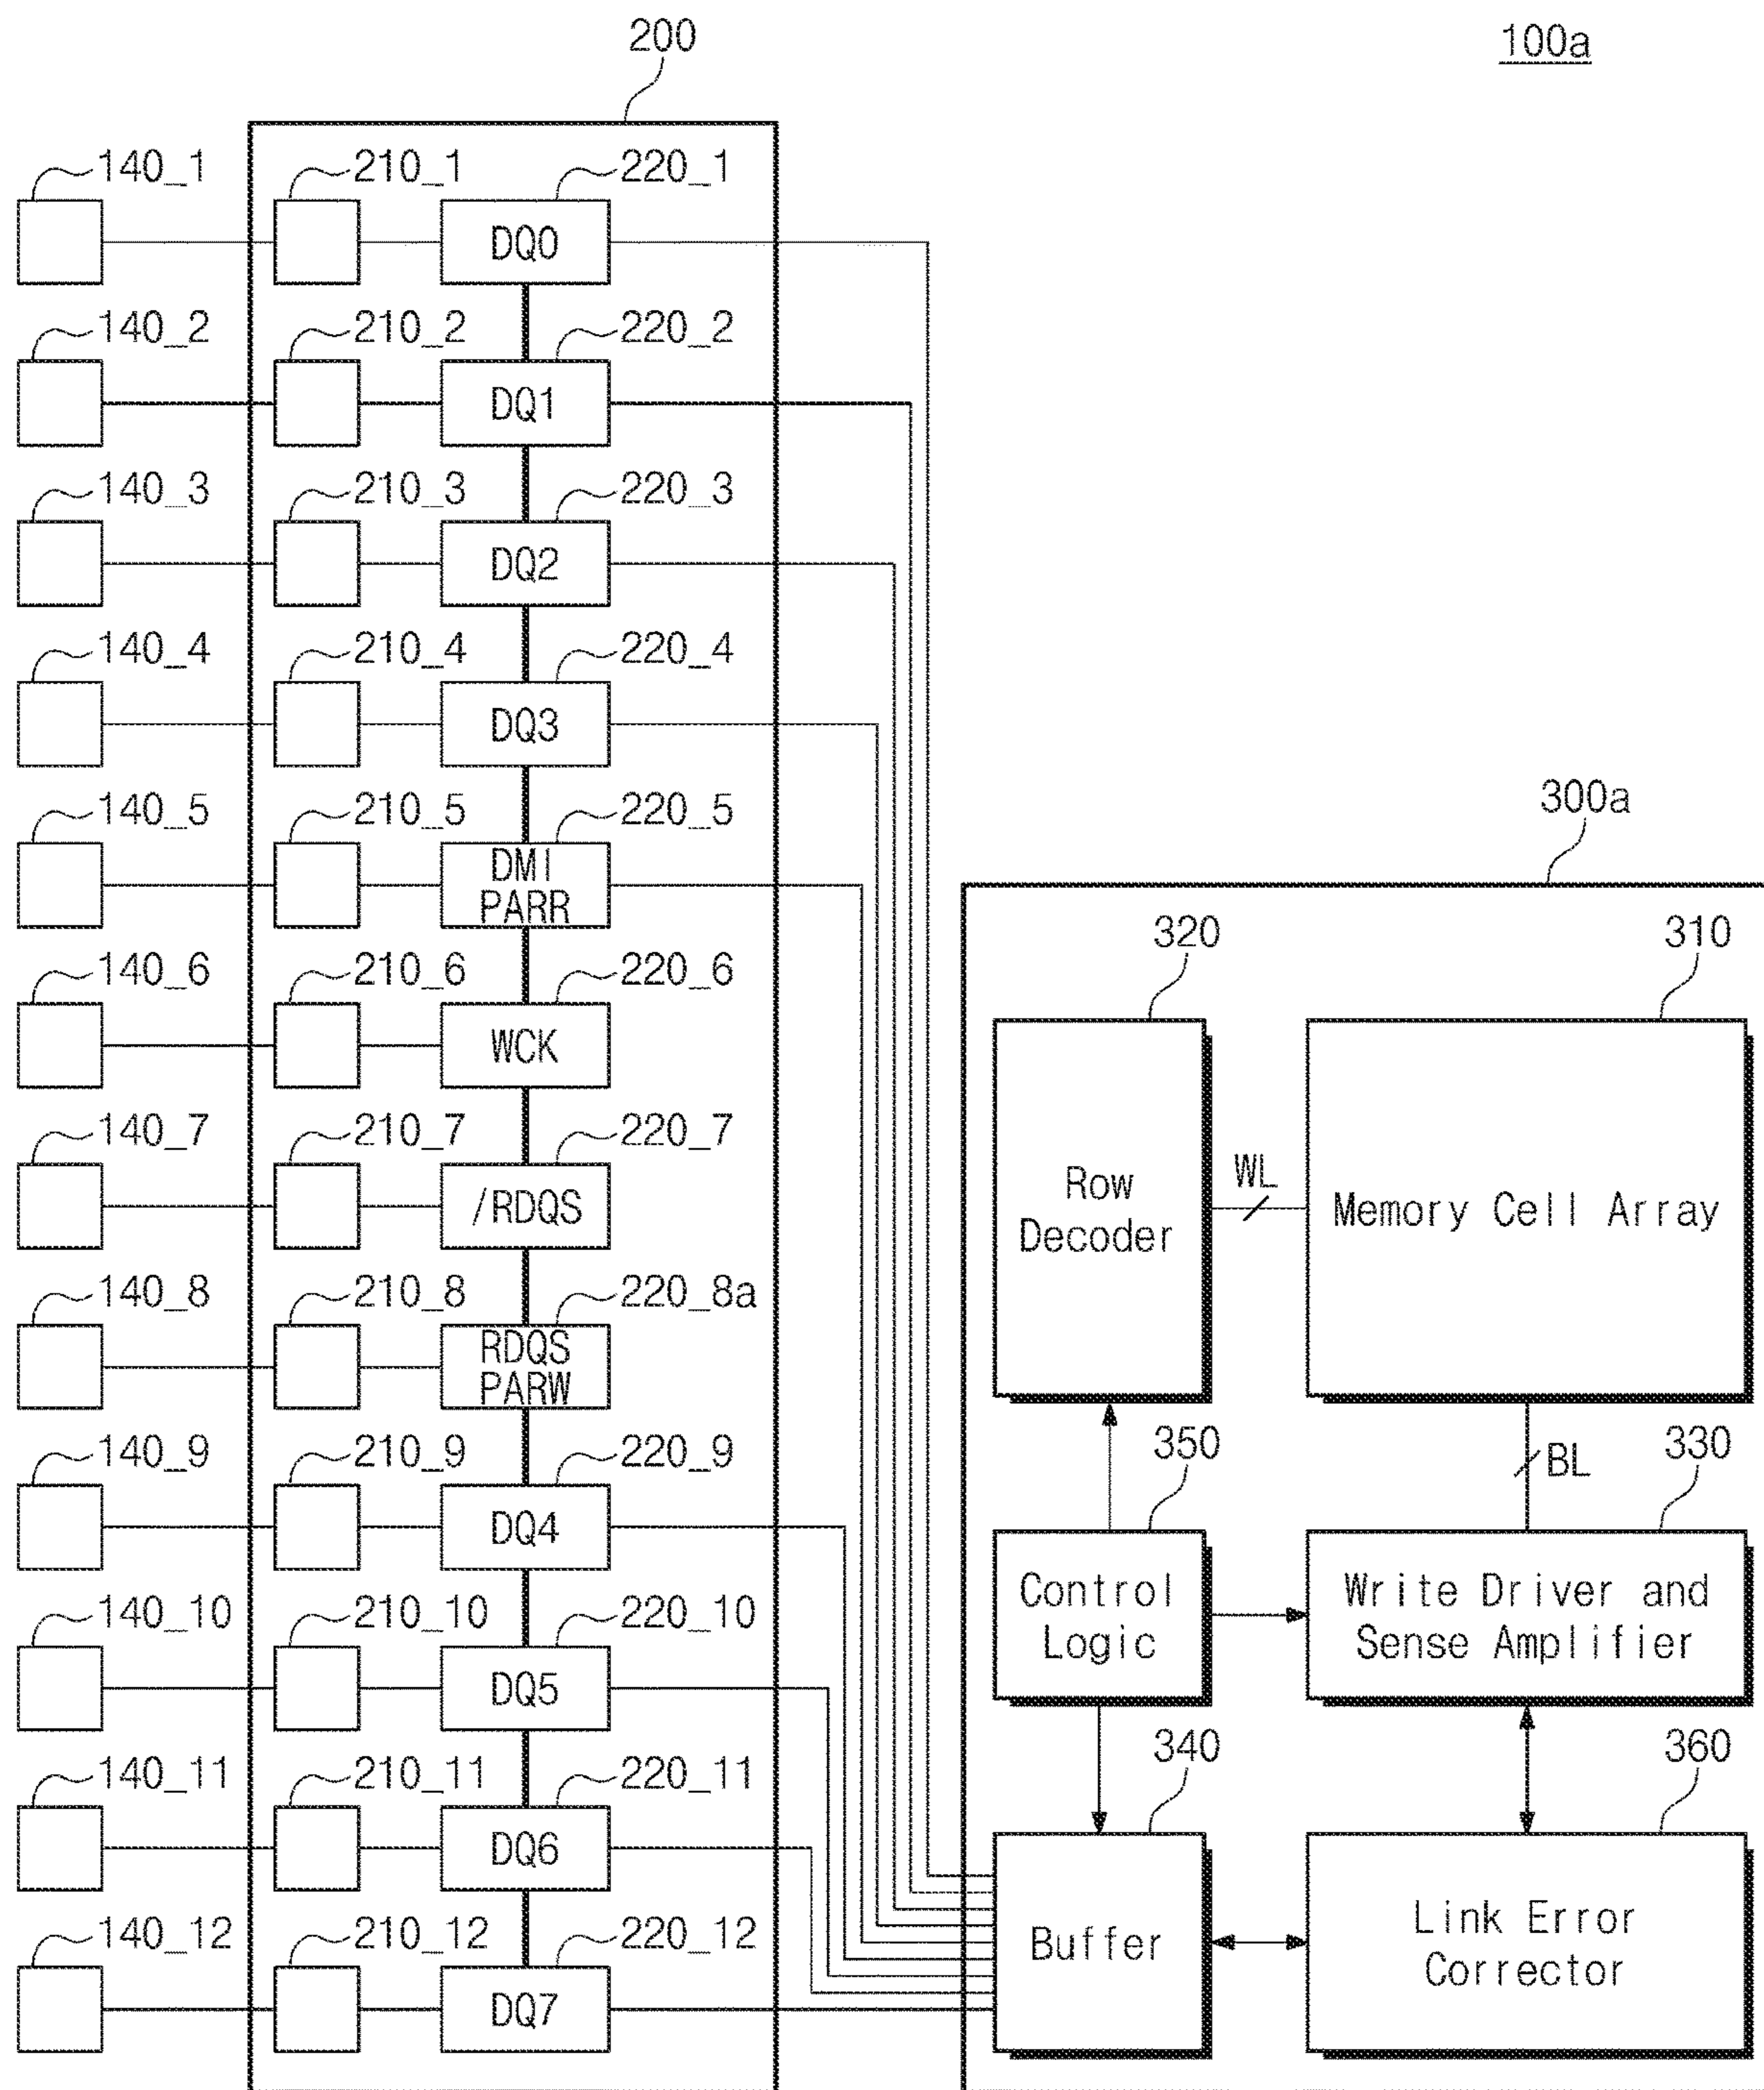 200
100a
140_1
210_1
220_1
DQ0
140_2
210_2
220_2
DQ1
140_3
210_3
220_3
DQ2
140_4
210_4
220_4
DQ3
300a
140_5
210_5
220_5
DMI
PARR
320
310
140_6
210_6
220_6
WCK
140_7
210_7
220_7
/RDQS
Row
Decoder
WL
Memory Cell Array
140_8
210_8
220_8a
RDQS
PARW
140_9
210_9
220_9
DQ4
350
BL
330
140_10
210_10
220_10
DQ5
Control
Logic
Write Driver and
Sense Amplifier
140_11
210_11
220_11
DQ6
340
360
140_12
210_12
220_12
DQ7
Buffer
Link Error
Corrector